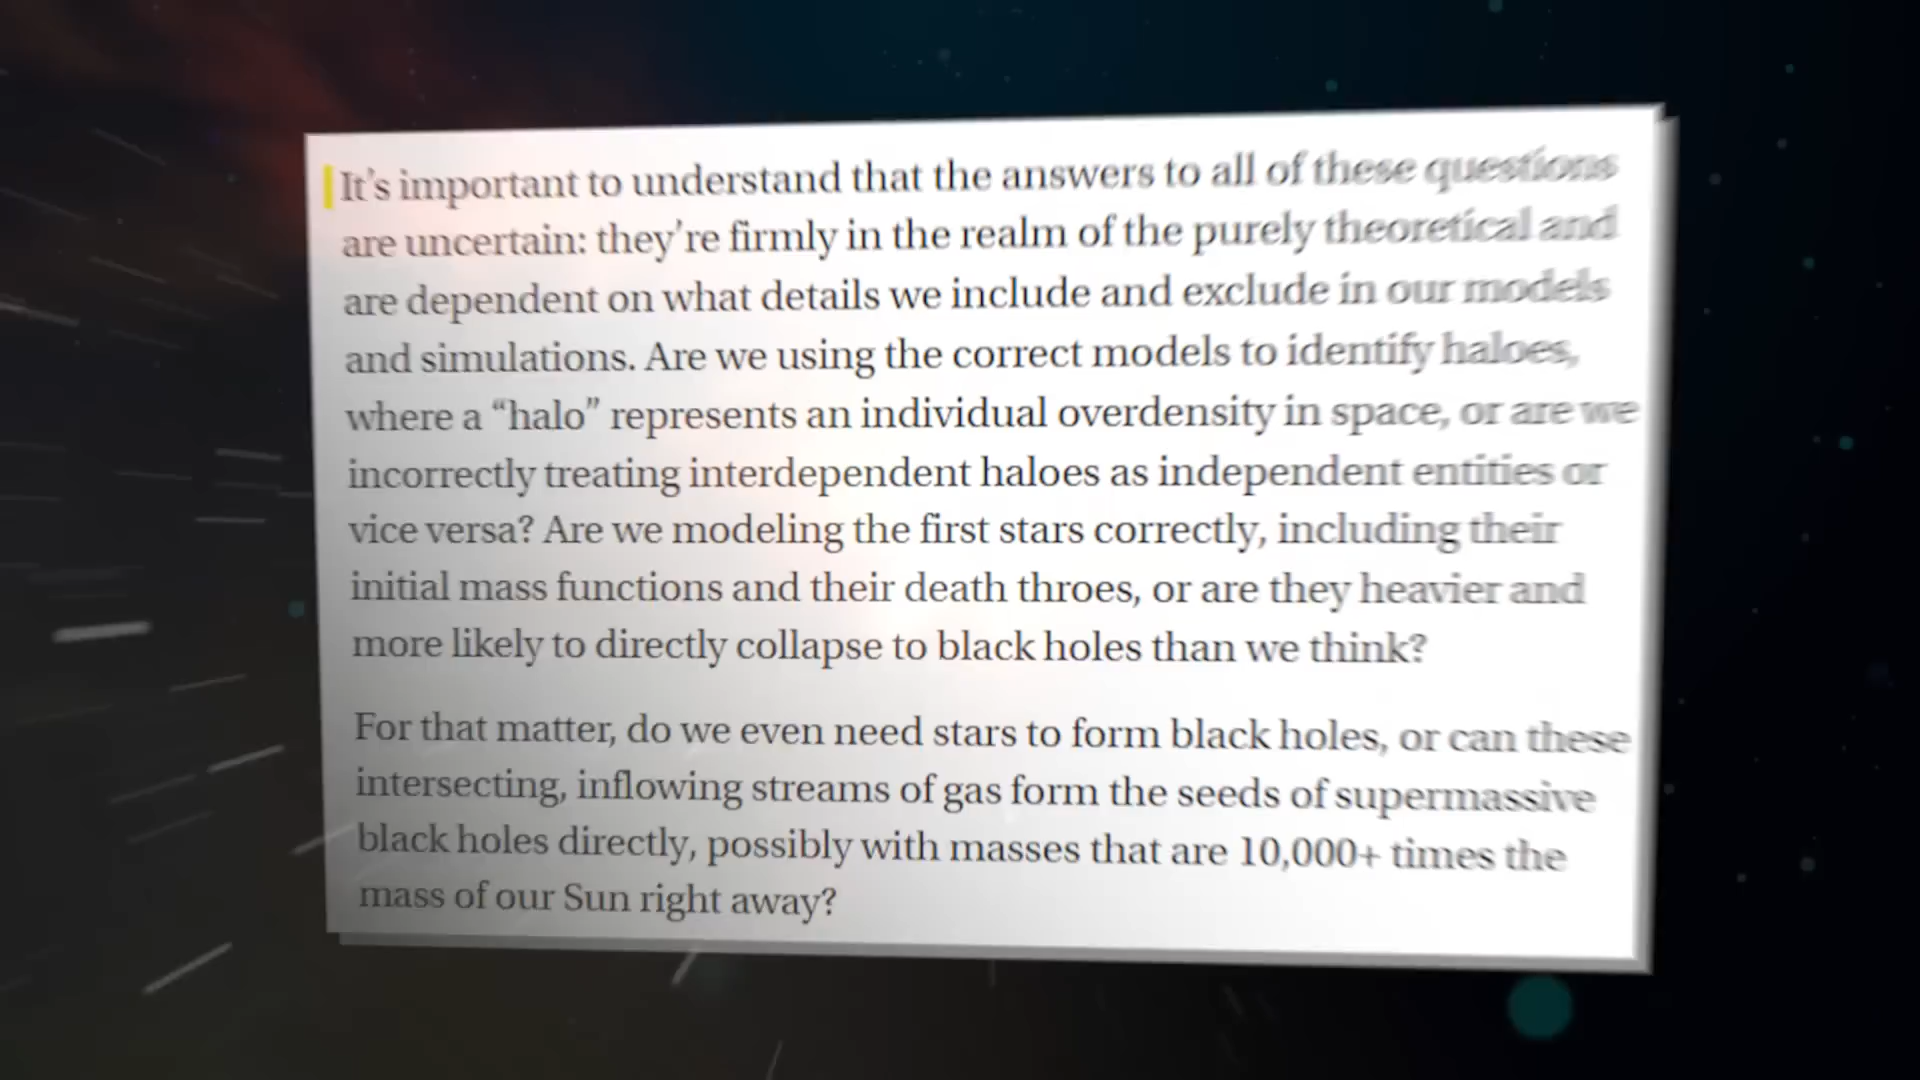 It's important to understand that the answers to all of these questions
are uncertain: they're firmly in the realm of the purely theoretical and
are dependent on what details we include and exclude in our models
and simulations. Are we using the correct models to identify haloes,
where a “halo” represents an individual overdensity in space, or are we
incorrectly treating interdependent haloes as independent entities or
vice versa? Are we modeling the first stars correctly, including their
initial mass functions and their death throes, or are they heavier and
more likely to directly collapse to black holes than we think?
For that matter, do we even need stars to form black holes, or can these
intersecting, inflowing streams of gas form the seeds of supermassive
black holes directly, possibly with masses that are 10,000+ times the
mass of our Sun right away?